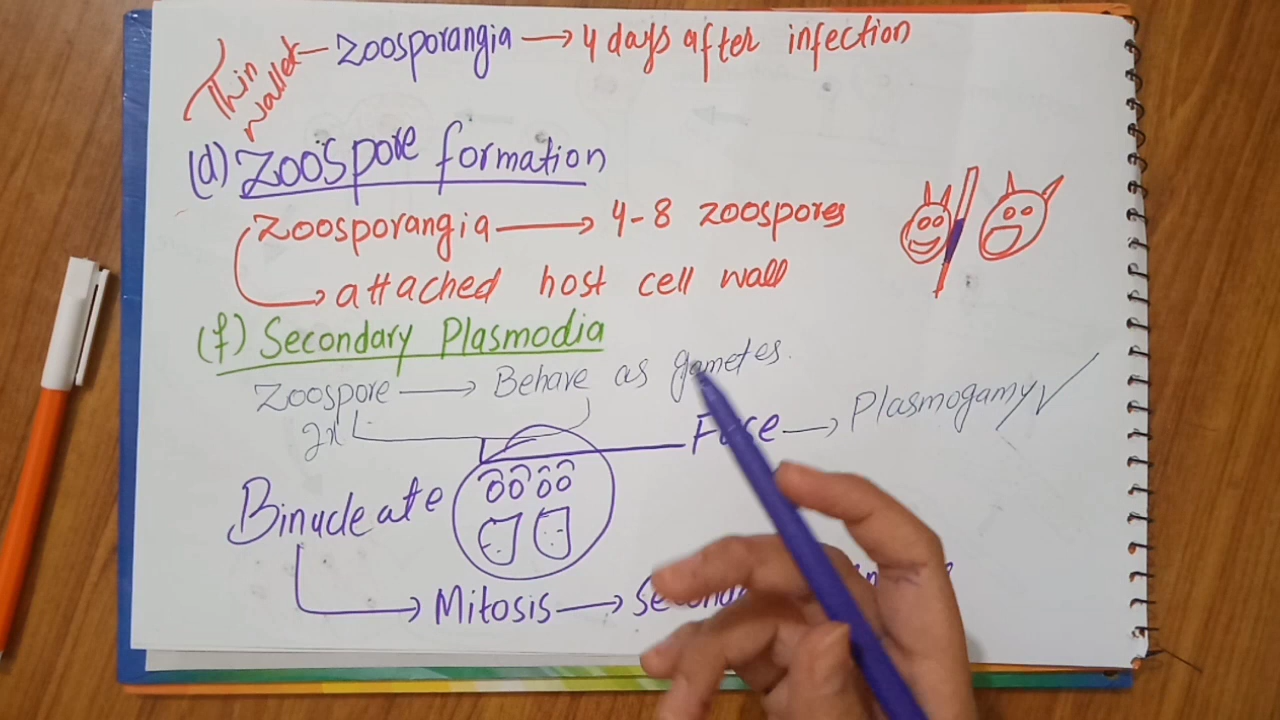 Thin walled — Zoosporangia → 4 days after infection
(d) Zoospore formation
Zoosporangia → 4-8 zoospores
→ attached host cell wall
(f) Secondary Plasmodia
Zoospore → Behave as gametes.
Fuse → Plasmogamy ✓
Binucleate
→ Mitosis →